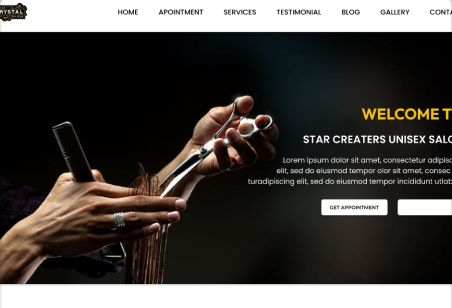 RYSTAL
HOME APOINTMENT SERVICES TESTIMONIAL BLOG GALLERY CONTA
WELCOME T
STAR CREATERS UNISEX SALO
Lorem ipsum dolor sit amet, consectetur adipisc
elit, sed do eiusmod tempor olor sit amet, consec
turadipiscing elit, sed do eiusmod tempor incididunt utlab
GET APPOINTMENT